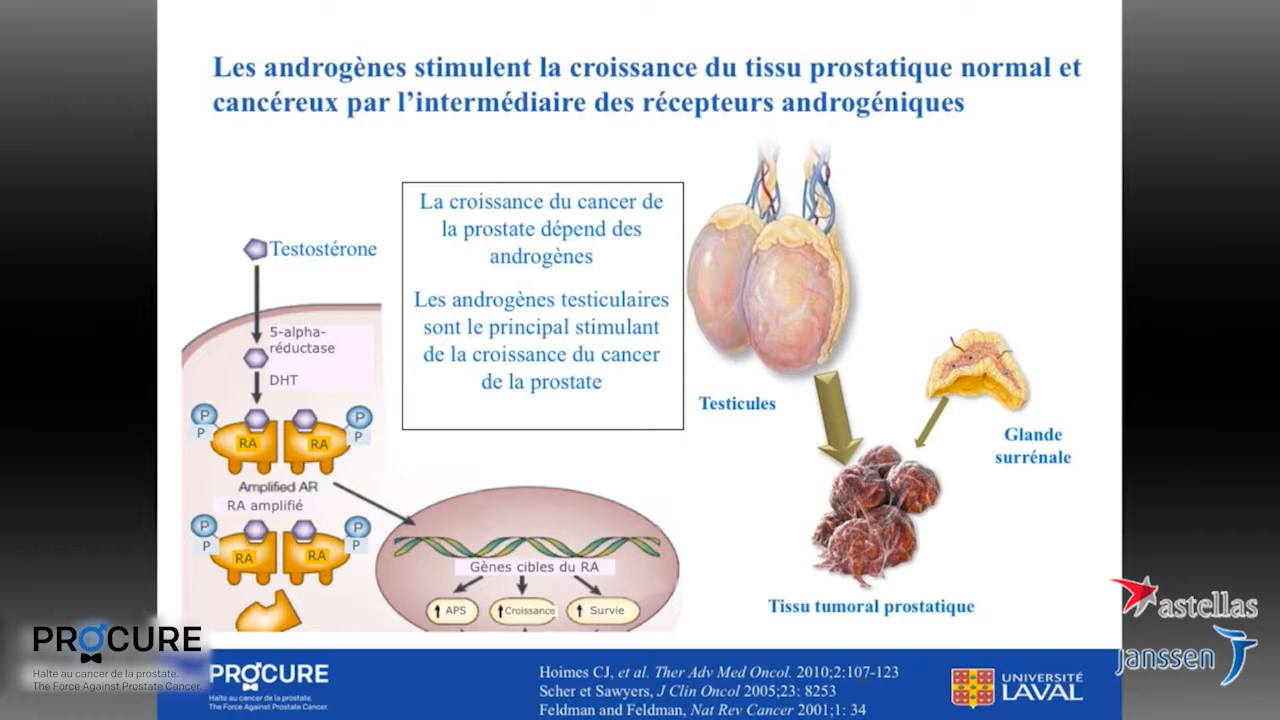 Les androgènes stimulent la croissance du tissu prostatique normal et
cancéreux par l'intermédiaire des récepteurs androgéniques
La croissance du cancer de
la prostate dépend des
androgènes
Les androgènes testiculaires
sont le principal stimulant
de la croissance du cancer
de la prostate
Testostérone
5-alpha-
réductase
DHT
P
P
RA
RA
P
P
Amplified AR
RA amplifié
P
P
RA
RA
P
P
Gènes cibles du RA
APS
Croissance
Survie
Testicules
Glande
surrénale
Tissu tumoral prostatique
PROCURE
Halte au cancer de la prostate.
The Force Against Prostate Cancer.
PROCURE
Halte au cancer de la prostate.
The Force Against Prostate Cancer.
Hoimes CJ, et al. Ther Adv Med Oncol. 2010;2:107-123
Scher et Sawyers, J Clin Oncol 2005;23: 8253
Feldman and Feldman, Nat Rev Cancer 2001;1: 34
UNIVERSITÉ
LAVAL
astellas
janssen